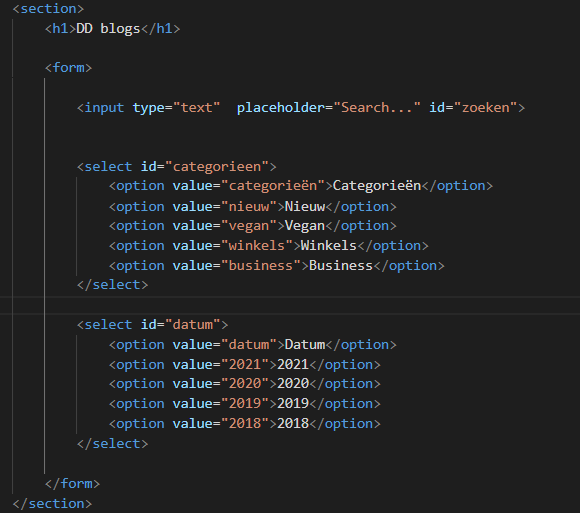 <section>
<h1>DD blogs</h1>
<form>
<input type="text"  placeholder="Search..." id="zoeken">
<select id="categorieen">
<option value="categorieën">Categorieën</option>
<option value="nieuw">Nieuw</option>
<option value="vegan">Vegan</option>
<option value="winkels">Winkels</option>
<option value="business">Business</option>
</select>
<select id="datum">
<option value="datum">Datum</option>
<option value="2021">2021</option>
<option value="2020">2020</option>
<option value="2019">2019</option>
<option value="2018">2018</option>
</select>
</form>
</section>